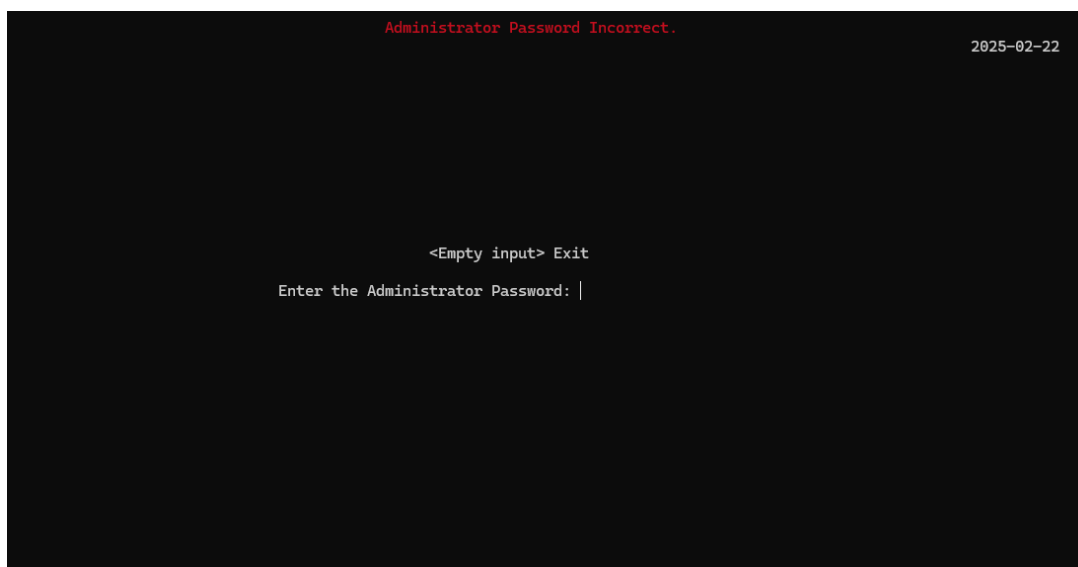 Administrator Password Incorrect.
2025-02-22
<Empty input> Exit
Enter the Administrator Password: